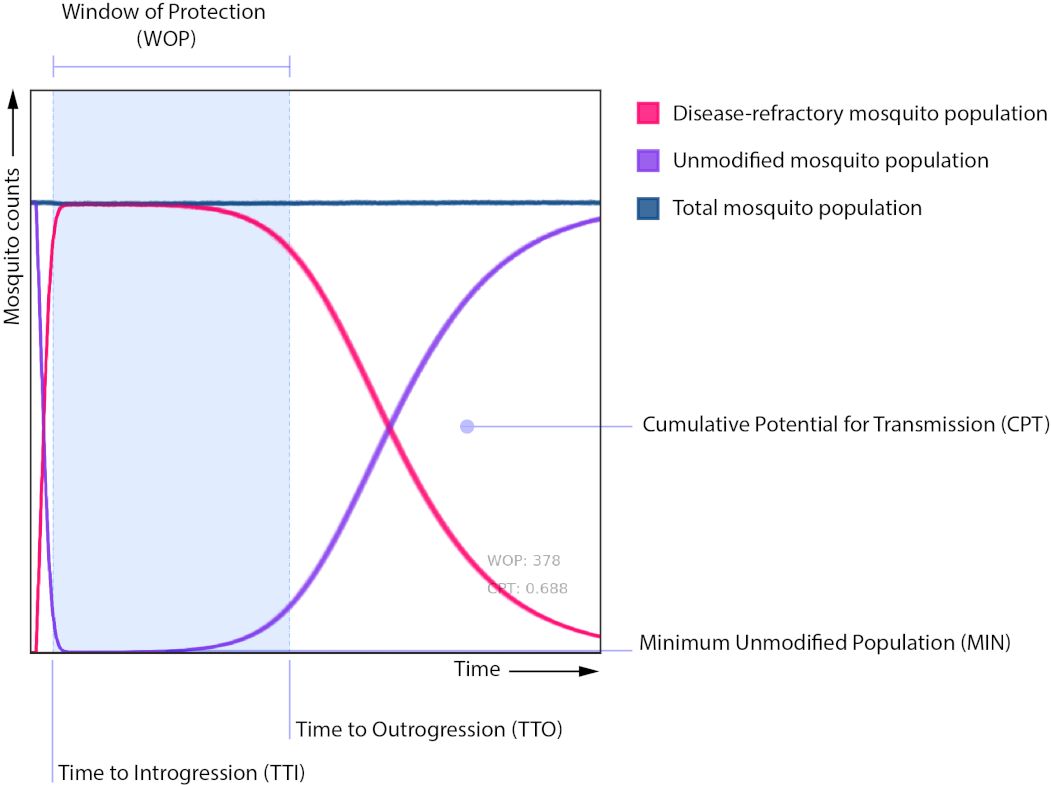 Window of Protection
(WOP)
Mosquito counts
Disease-refractory mosquito population
Unmodified mosquito population
Total mosquito population
Cumulative Potential for Transmission (CPT)
WOP: 378
CPT: 0.688
Minimum Unmodified Population (MIN)
Time
Time to Outrogression (TTO)
Time to Introgression (TTI)